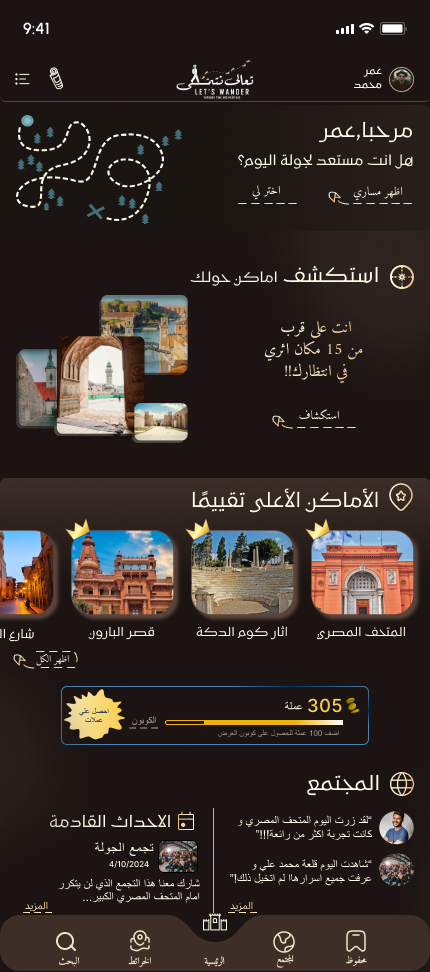 9:41
عمر
محمد
تعالى نتمشى
LET'S WANDER
مرحبا,عمر
هل انت مستعد لجولة اليوم؟
اظهر مساري
اختر لي
استكشف اماكن حولك
انت على قرب
من 15 مكان اثري
في انتظارك!!
استكشاف
الأماكن الأعلى تقييمًا
المتحف المصري
اثار كوم الدكة
قصر البارون
شارع ال
اظهر الكل
305 عملة
اضف 100 عملة للحصول علي كوبون العرض
الكوبون
احصل علي
عملات
المجتمع
"لقد زرت اليوم المتحف المصري و
كانت تجربة اكثر من رائعة!!!"
"شاهدت اليوم قلعة محمد علي و
عرفت جميع اسرارها! لم اتخيل ذلك!"
المزيد
الاحداث القادمة
تجمع الجولة
4/10/2024
شارك معنا هذا التجمع الذي لن يتكرر
امام المتحف المصري الكبير...
المزيد
محفوظ
المجتمع
الرئيسية
الخرائط
البحث